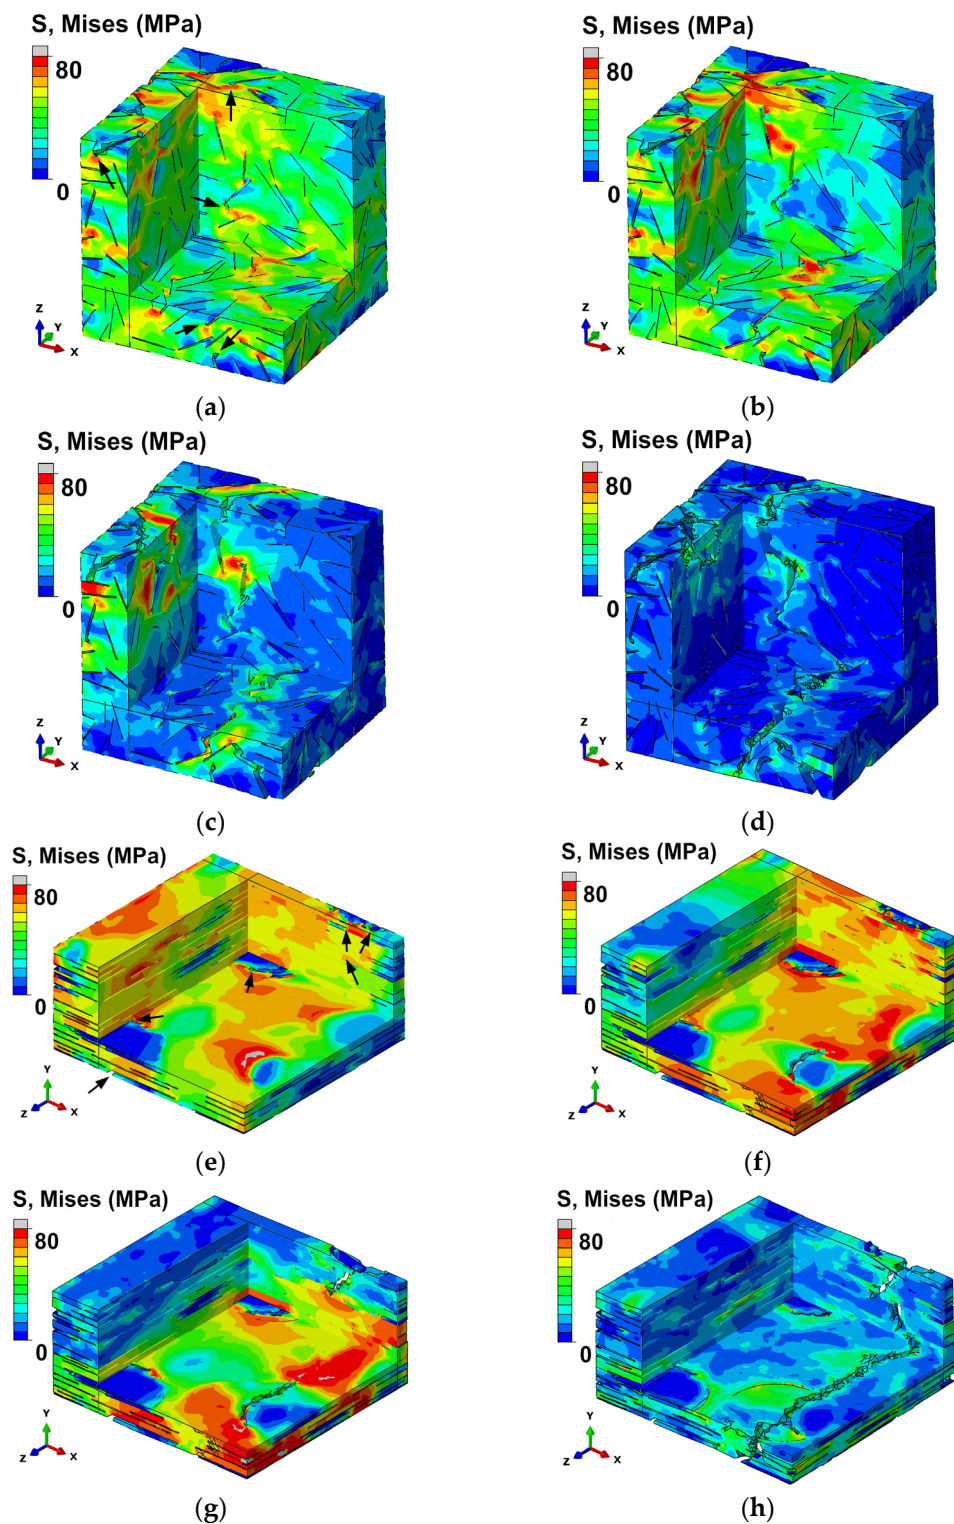 S, Mises (MPa)
80
0
Z
Y
X
(a)
S, Mises (MPa)
80
0
Z
Y
X
(b)
S, Mises (MPa)
80
0
Z
Y
X
(c)
S, Mises (MPa)
80
0
Z
Y
X
(d)
S, Mises (MPa)
80
0
Y
Z
X
(e)
S, Mises (MPa)
80
0
Y
Z
X
(f)
S, Mises (MPa)
80
0
Y
Z
X
(g)
S, Mises (MPa)
80
0
Y
Z
X
(h)